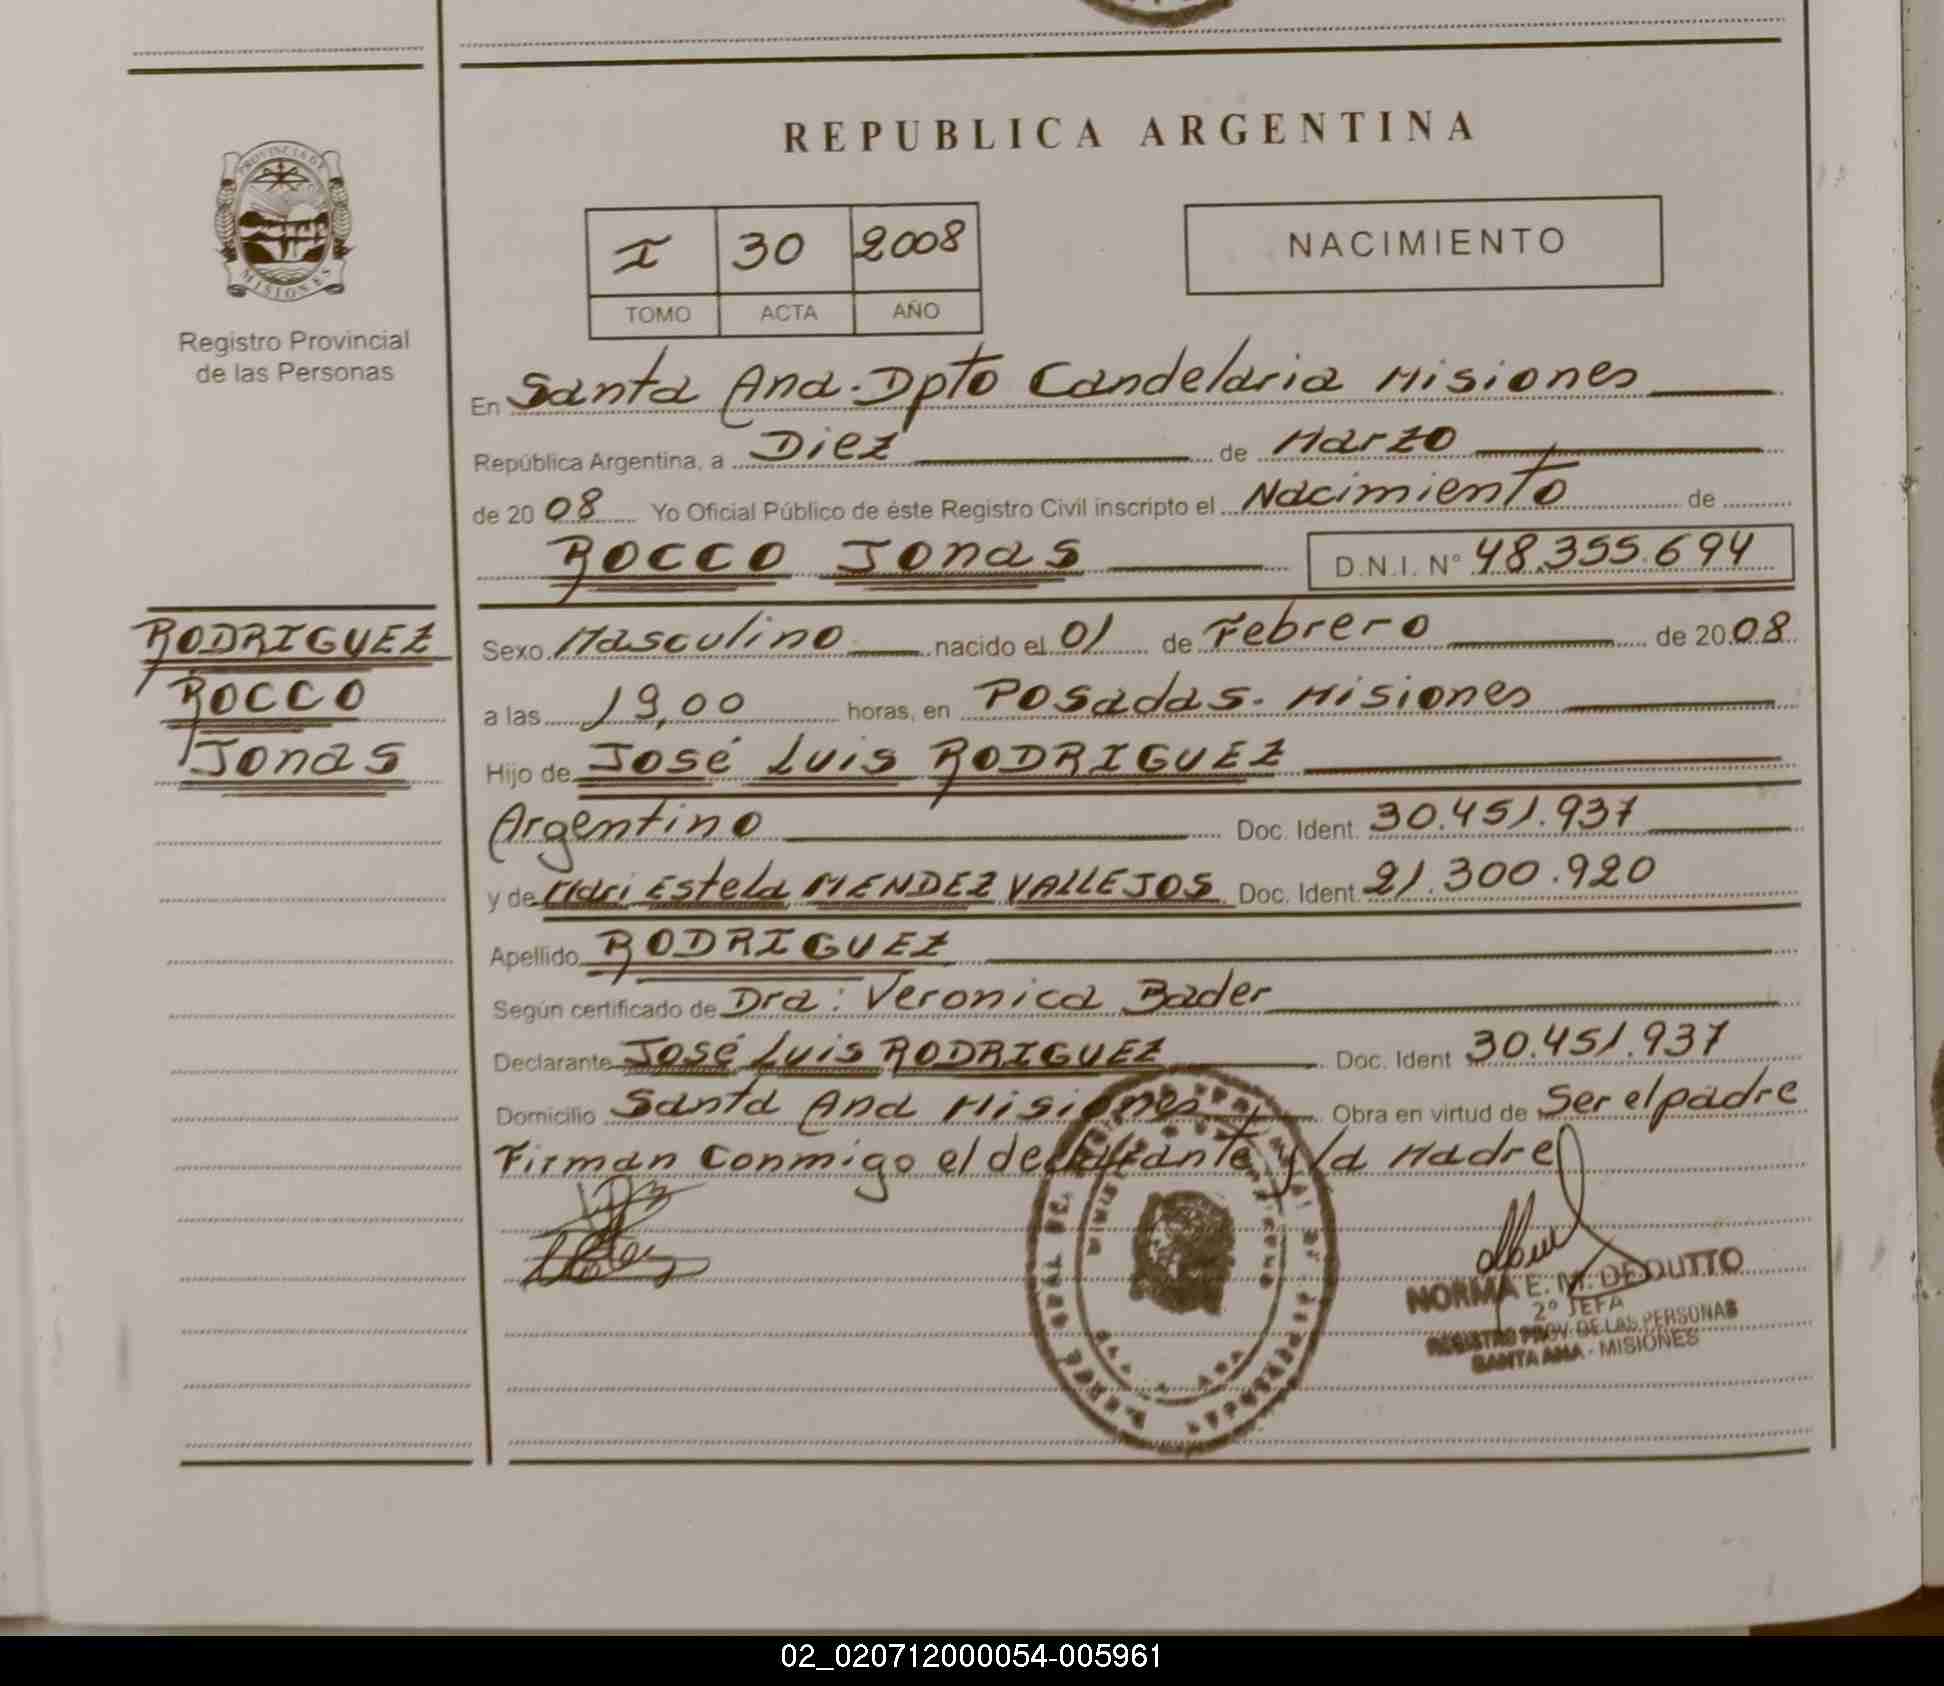 REPUBLICA ARGENTINA
PROVINCIA DE
MISIONES
Registro Provincial
de las Personas
I 30 2008
TOMO ACTA AÑO
NACIMIENTO
En Santa Ana. Dpto Candelaria Misiones
República Argentina, a Diez de Marzo
de 2008 Yo Oficial Público de éste Registro Civil inscripto el Nacimiento de
ROCCO Jonas D.N.I. N° 48.355.694
RODRIGUEZ
ROCCO
Jonas
Sexo Masculino nacido el 01 de Febrero de 2008
a las 19,00 horas, en Posadas. Misiones
Hijo de José Luis RODRIGUEZ
Argentino Doc. Ident. 30.451.937
y de Estela MENDEZ VALLEJOS Doc. Ident. 21.300.920
Apellido RODRIGUEZ
Según certificado de Dra: Veronica Bader
Declarante José Luis RODRIGUEZ Doc. Ident 30.451.937
Domicilio Santa Ana Misiones Obra en virtud de Ser el padre
Firman Conmigo el declarante y la Madre
NORMA E. M. DEOUTTO
2° JEFA
REGISTRO PROV. DE LAS PERSONAS
SANTA ANA - MISIONES
02_020712000054-005961